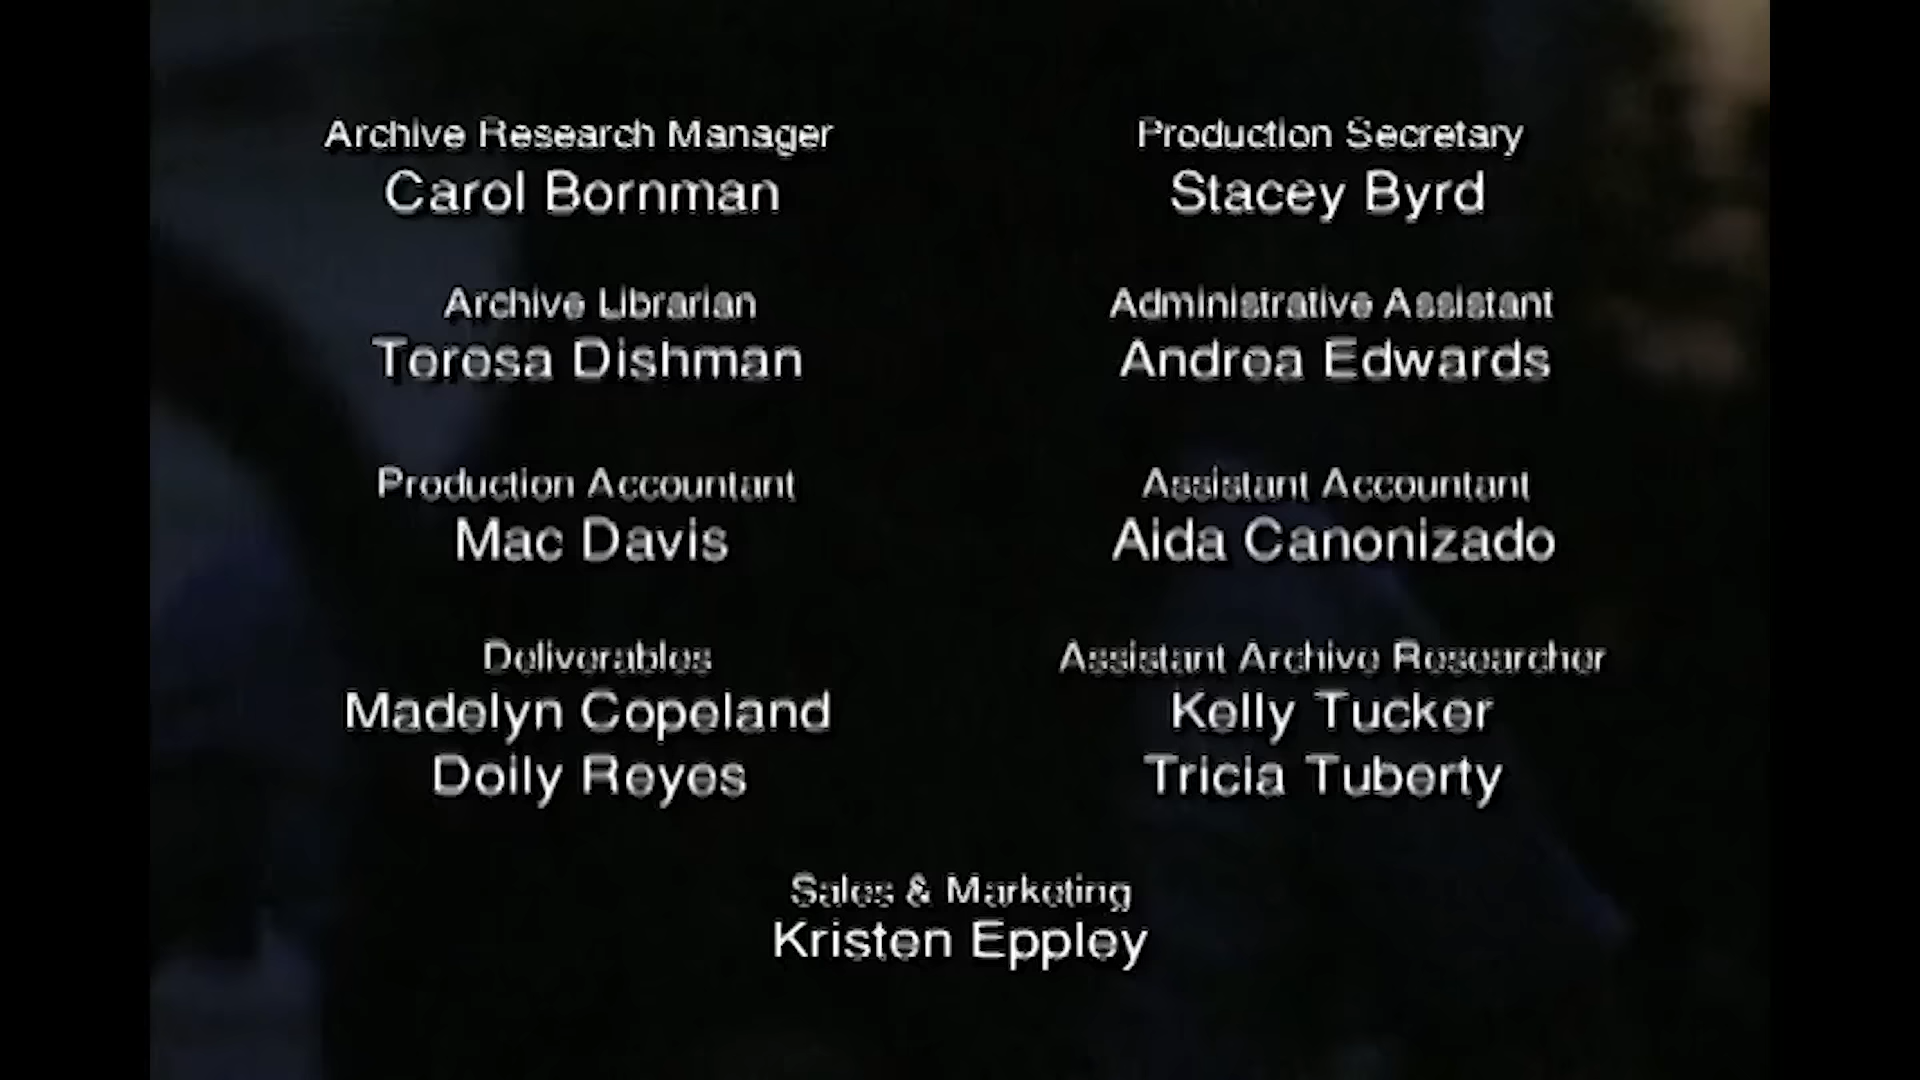 Archive Research Manager
Carol Bornman
Production Secretary
Stacey Byrd
Archive Librarian
Teresa Dishman
Administrative Assistant
Andrea Edwards
Production Accountant
Mac Davis
Assistant Accountant
Aida Canonizado
Deliverables
Madelyn Copeland
Dolly Reyes
Assistant Archive Researcher
Kelly Tucker
Tricia Tuberty
Sales & Marketing
Kristen Eppley